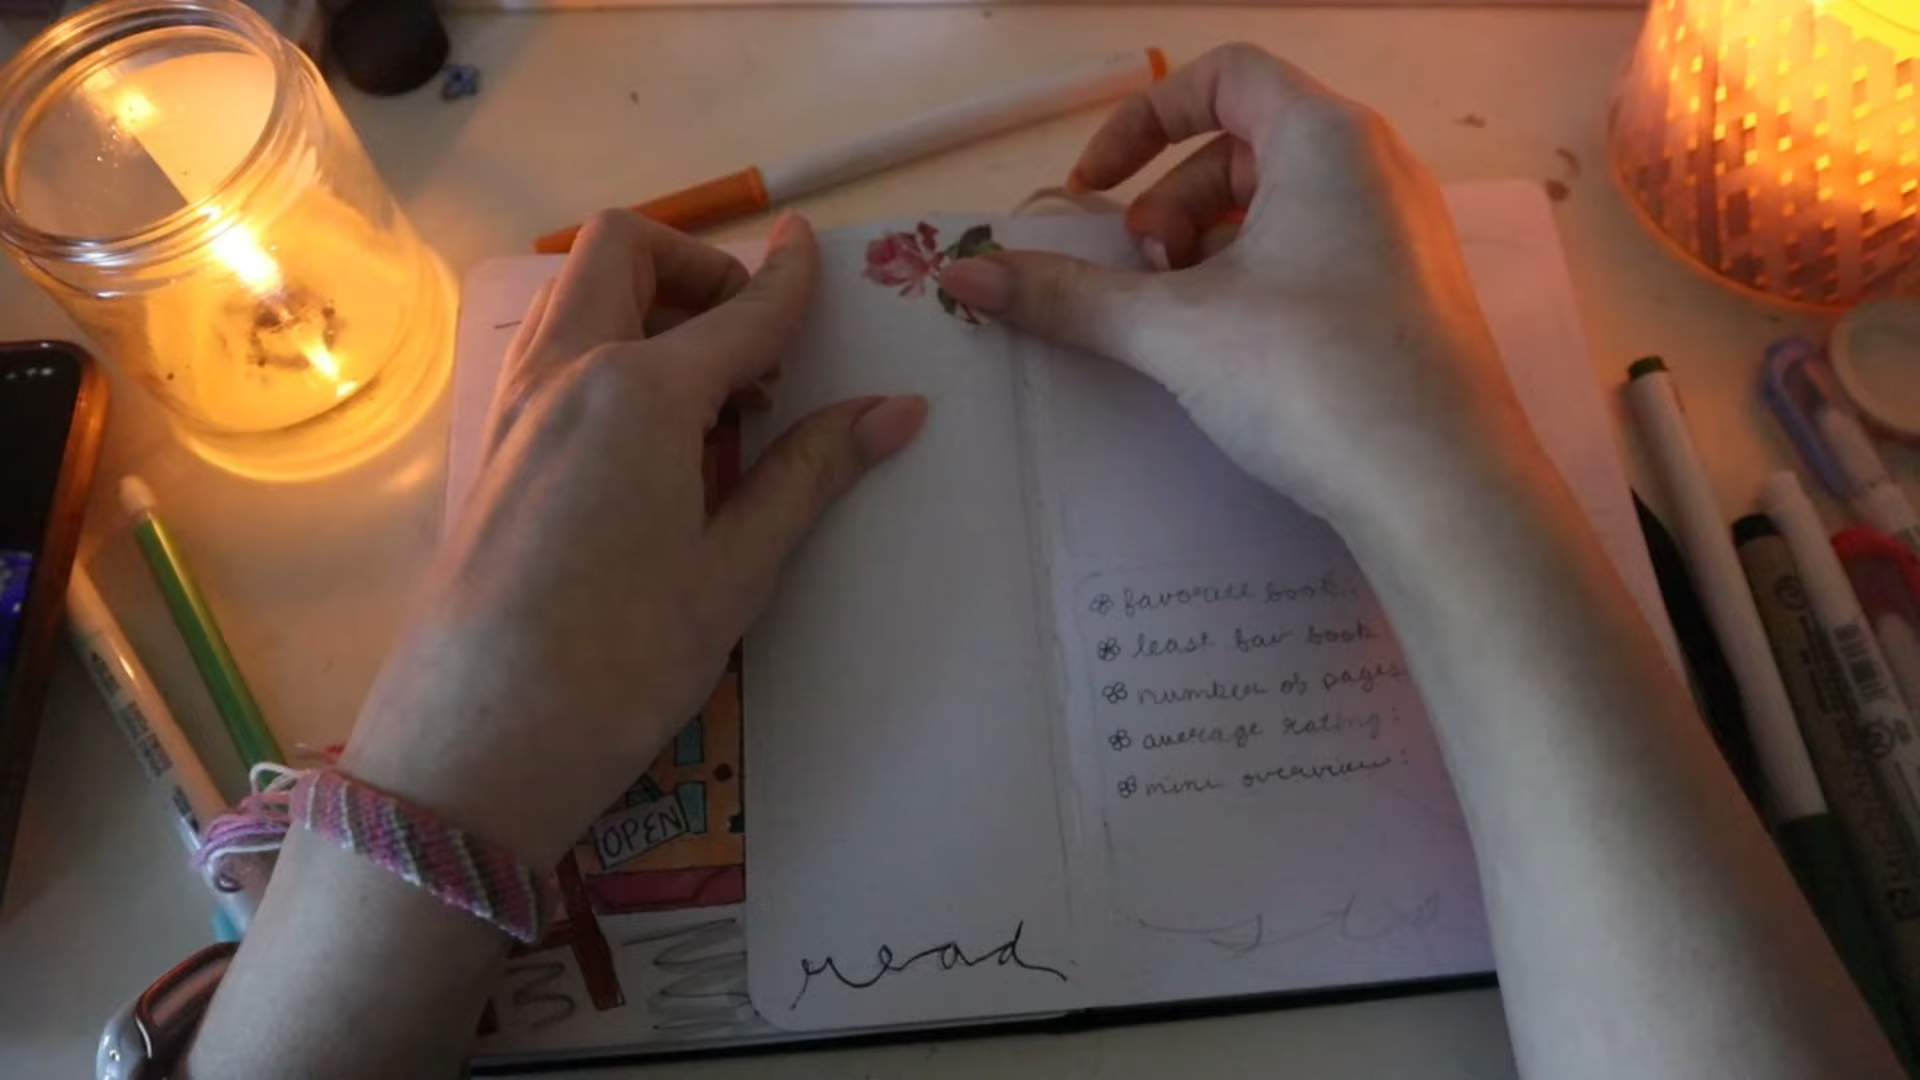 OPEN
favorite book:
least fav book
number of pages
average rating:
mini overview:
read